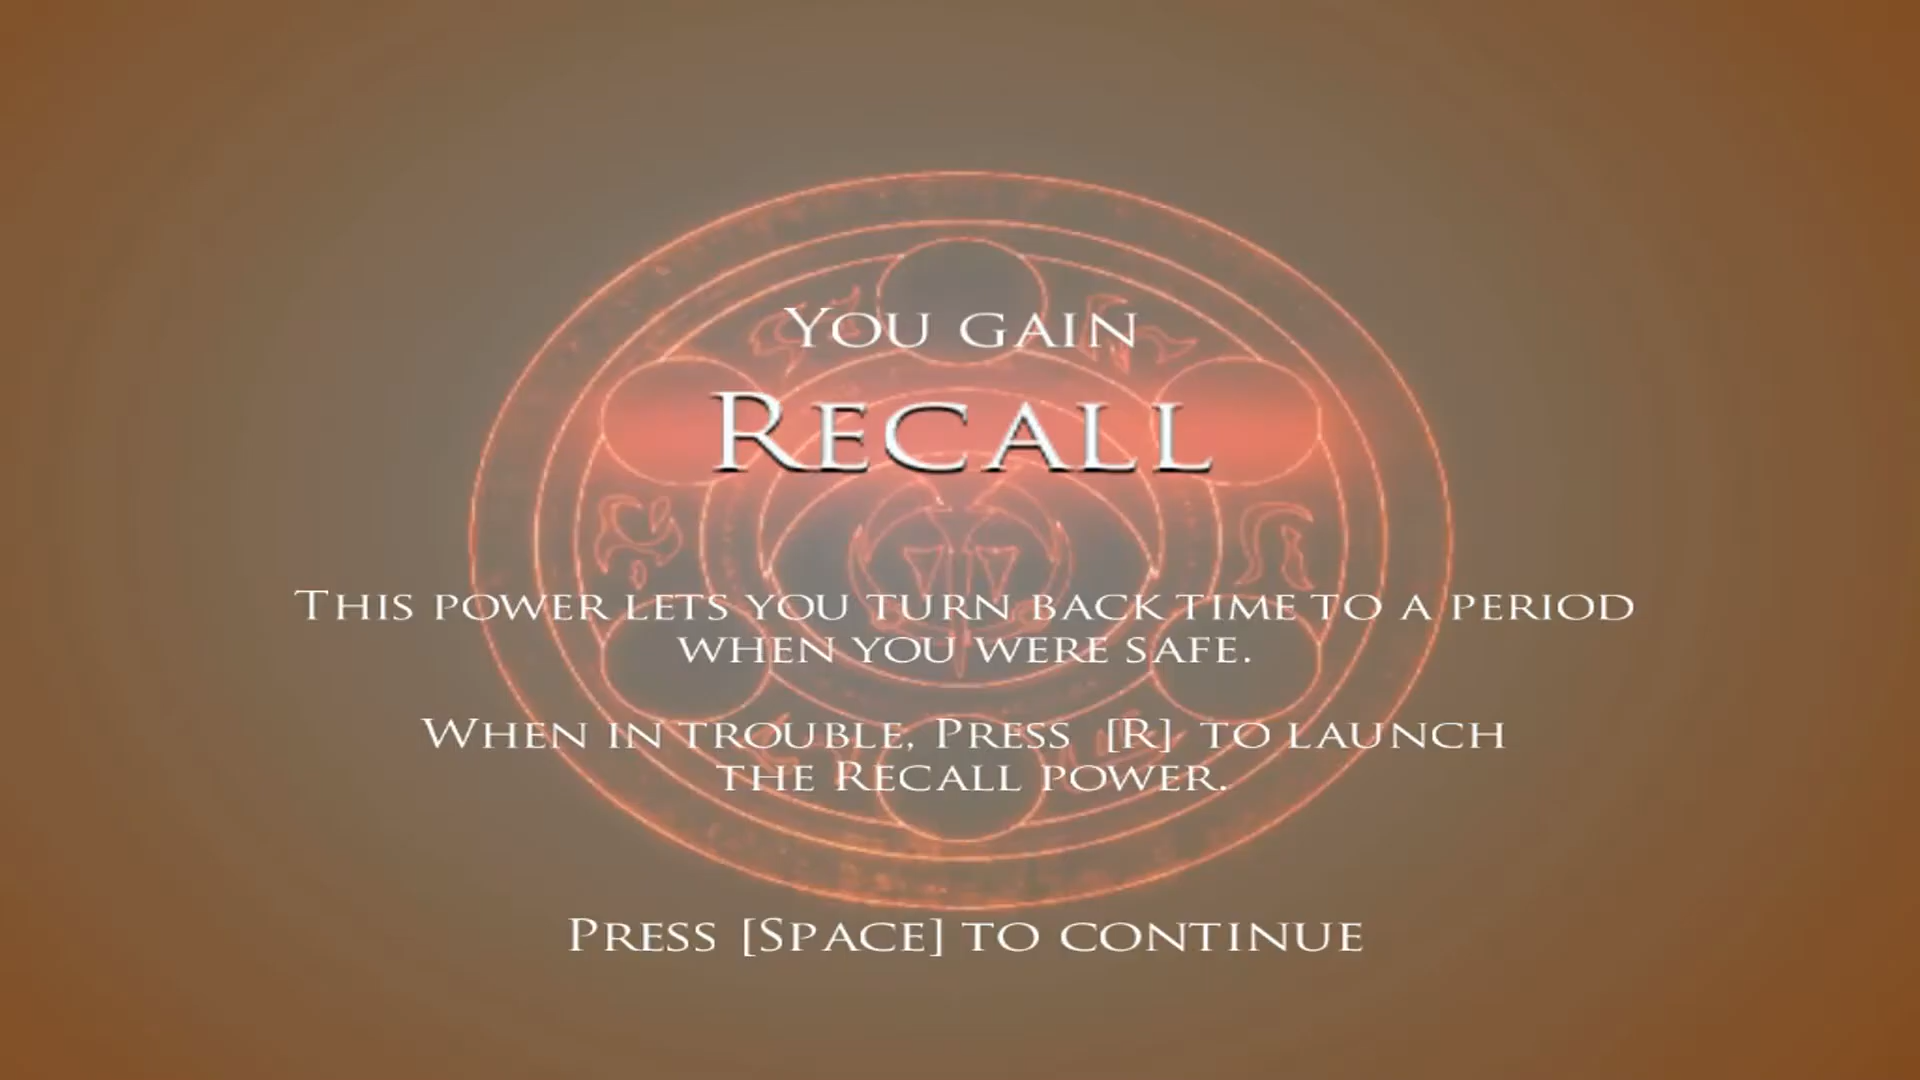 You gain
Recall
This power lets you turn back time to a period
when you were safe.
When in trouble, Press [R] to launch
the Recall power.
Press [Space] to continue